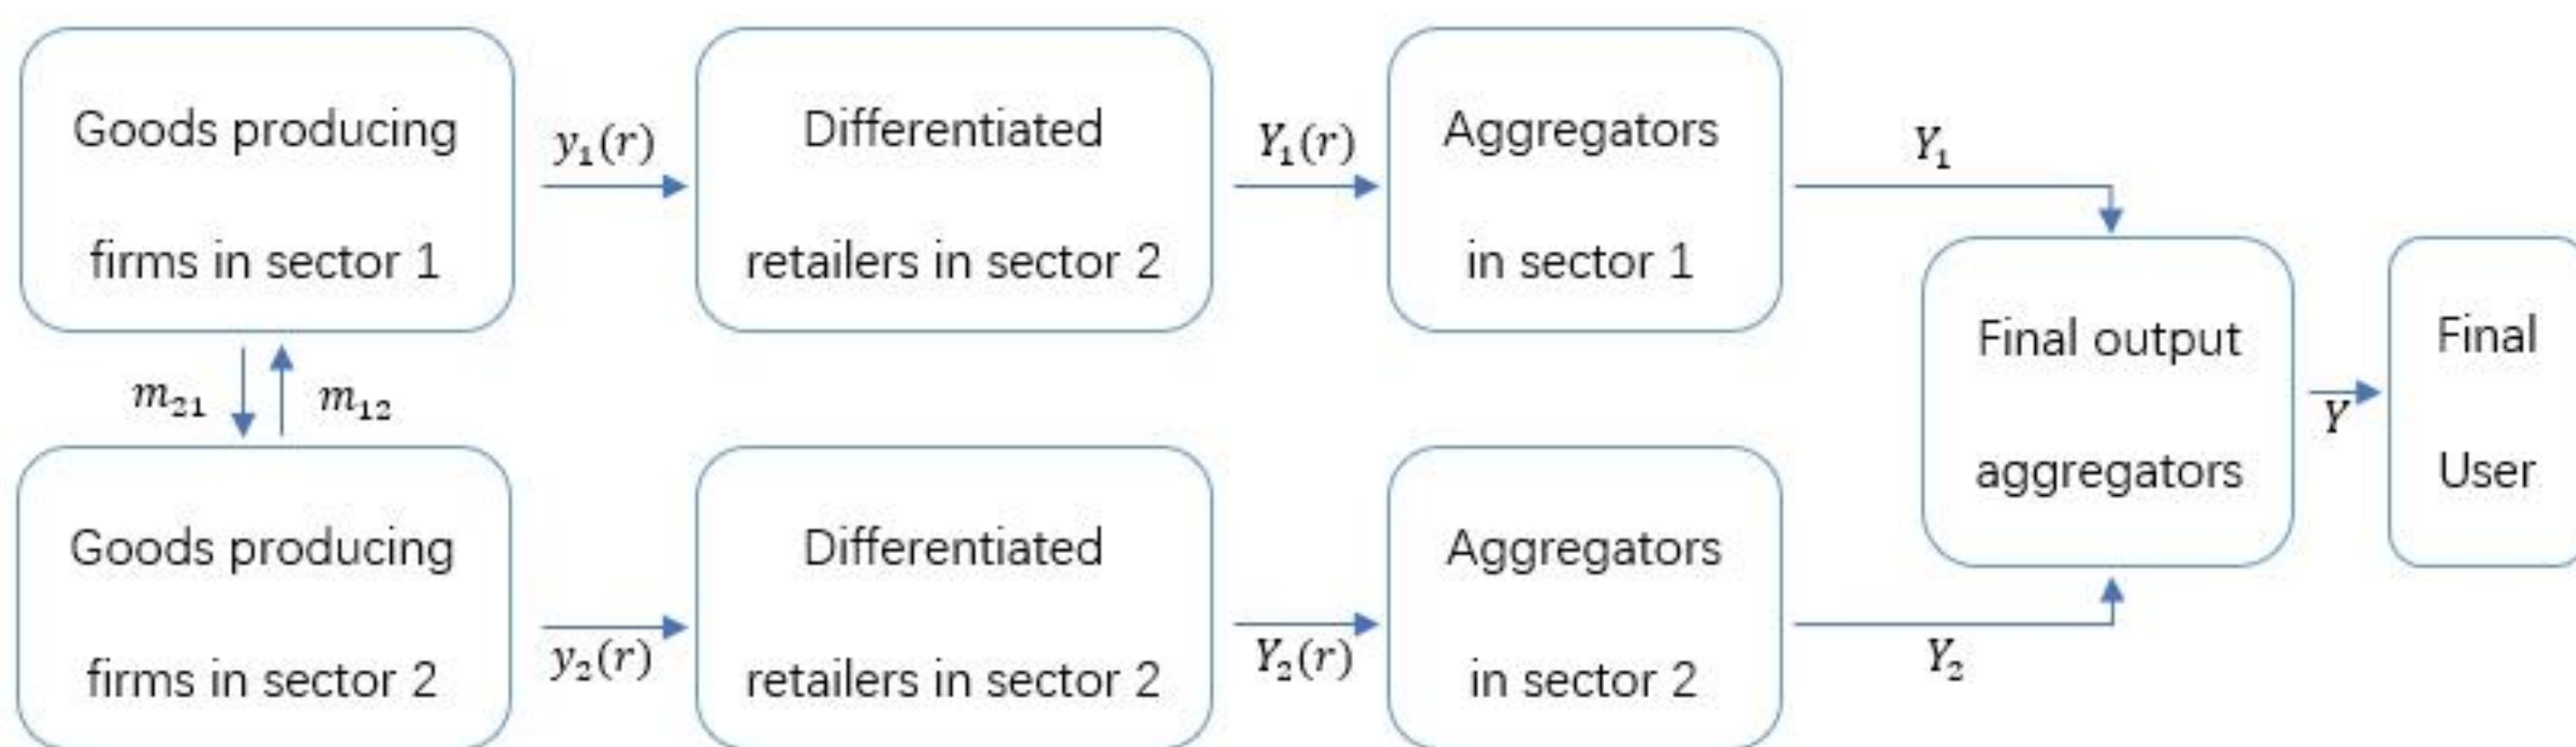 Goods producing
firms in sector 1
y₁(r)
Differentiated
retailers in sector 2
Y₁(r)
Aggregators
in sector 1
Y₁
m₂₁
m₁₂
Final output
aggregators
Y
Final
User
Goods producing
firms in sector 2
y₂(r)
Differentiated
retailers in sector 2
Y₂(r)
Aggregators
in sector 2
Y₂